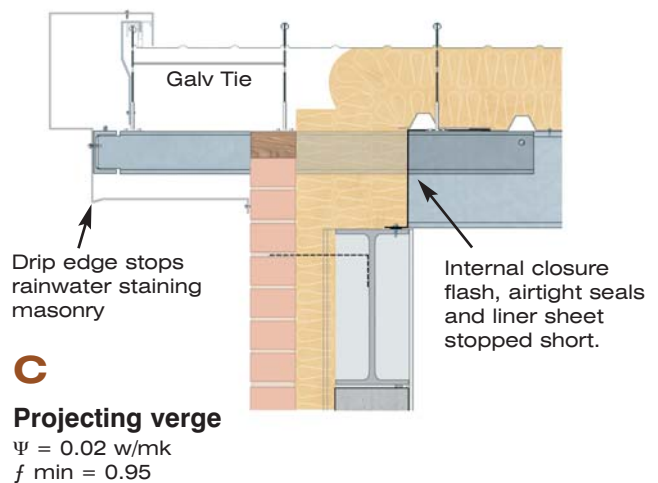 Galv Tie
Drip edge stops
rainwater staining
masonry
Internal closure
flash, airtight seals
and liner sheet
stopped short.
C
Projecting verge
Ψ = 0.02 w/mk
ƒ min = 0.95